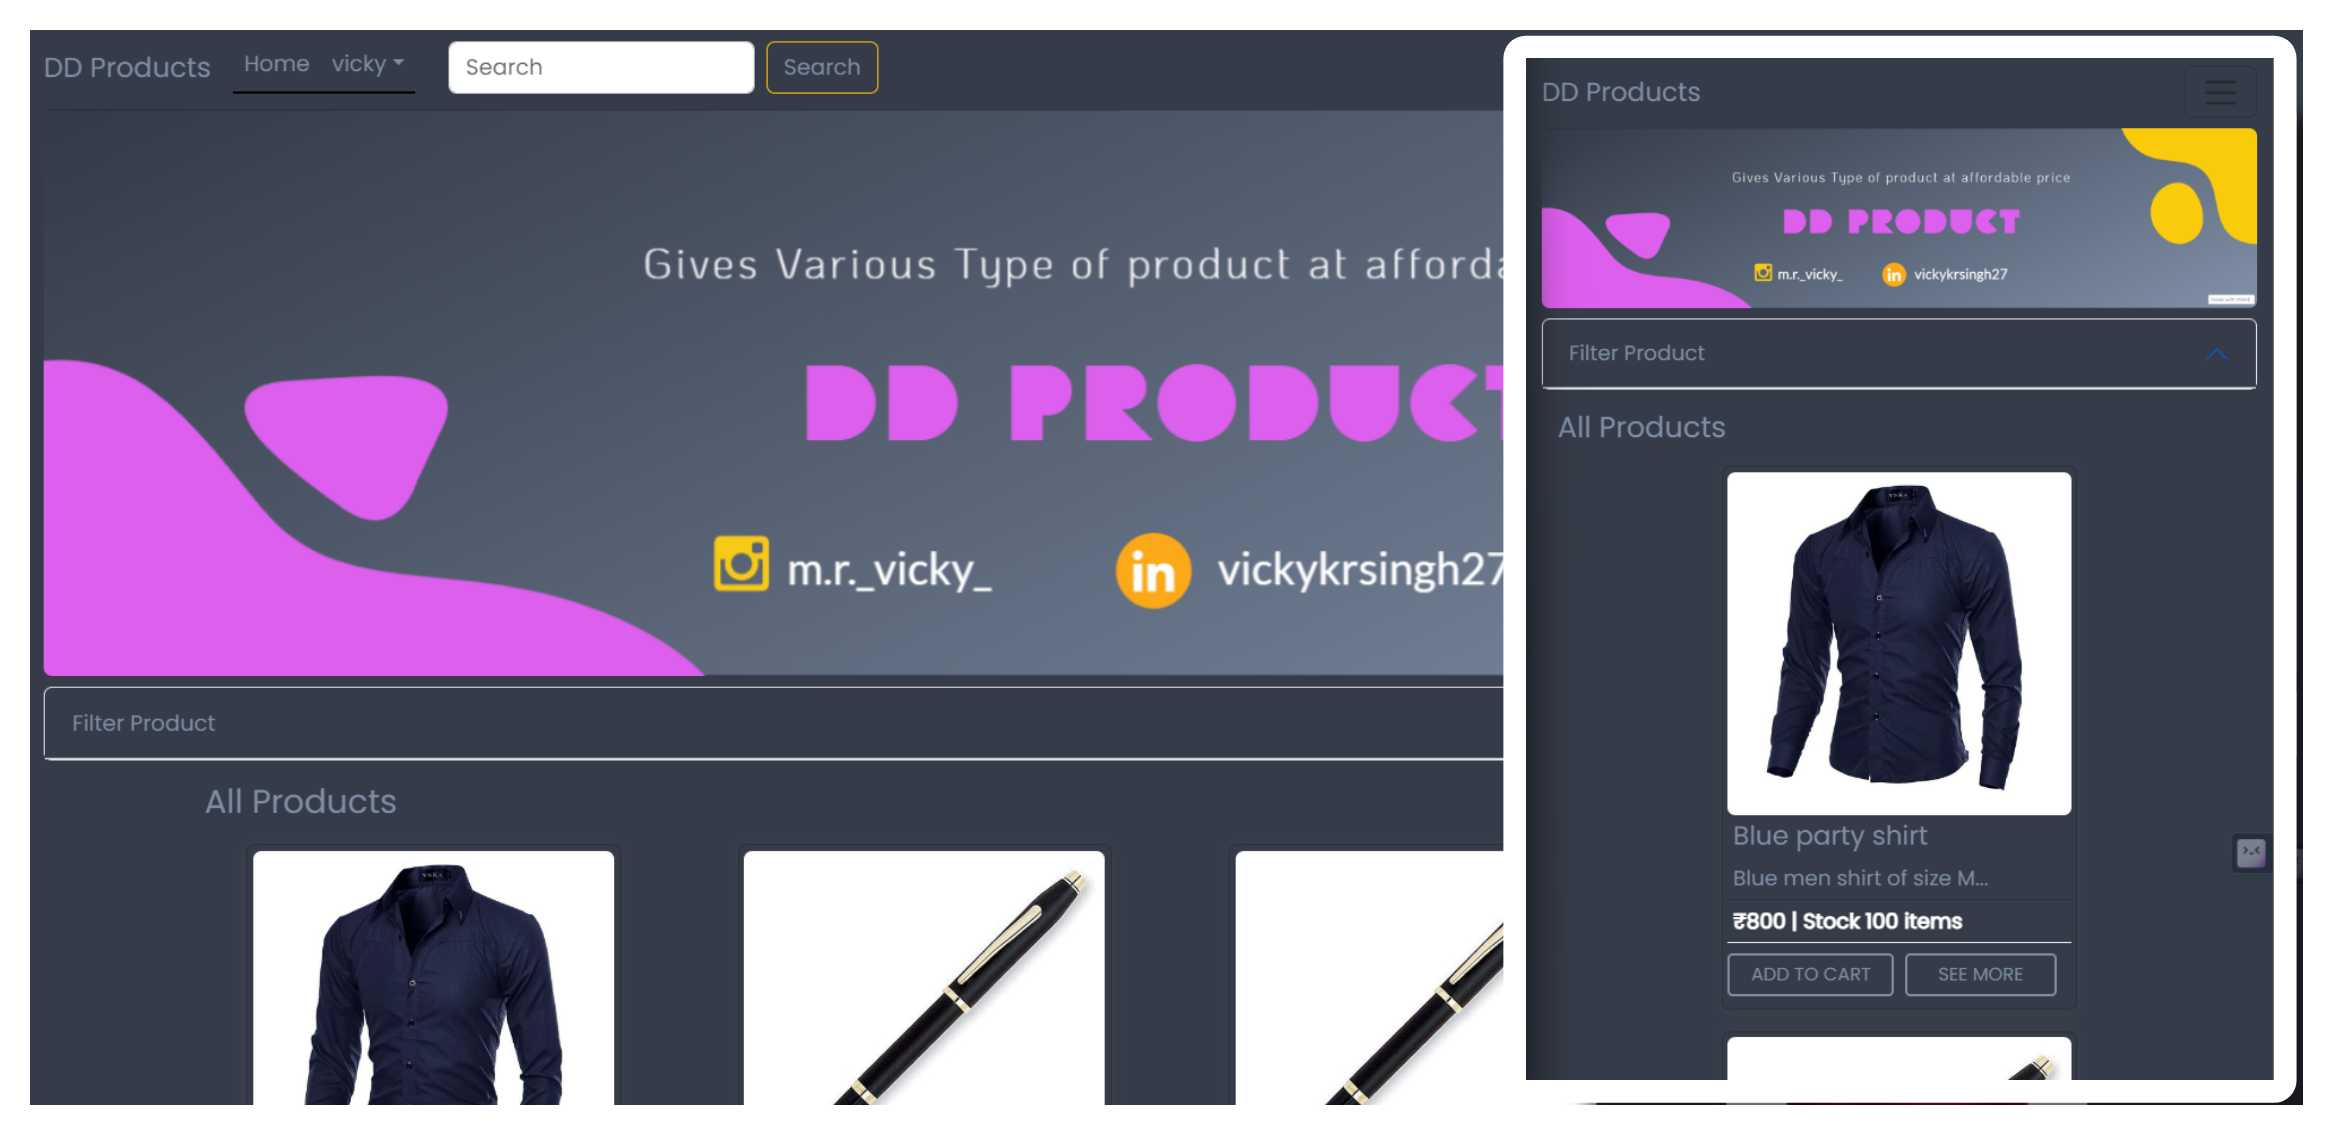 DD Products Home vicky Search Search
Gives Various Type of product at afforda
DD PRODUCT
m.r._vicky_ vickykrsingh27
Filter Product
All Products
DD Products
Gives Various Type of product at affordable price
DD PRODUCT
m.r._vicky_ vickykrsingh27
Filter Product
All Products
Blue party shirt
Blue men shirt of size M...
₹800 | Stock 100 items
ADD TO CART SEE MORE